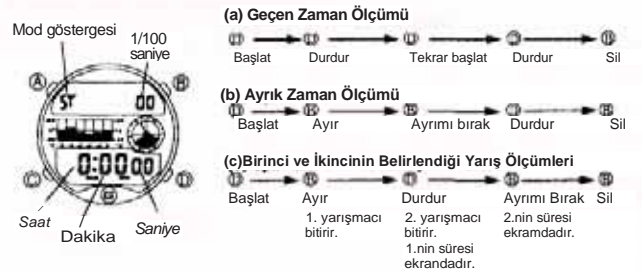 Mod göstergesi
1/100
saniye
A
B
ST
00
0:00 00
C
D
Saat
Dakika
Saniye
(a) Geçen Zaman Ölçümü
Başlat Durdur Tekrar başlat Durdur Sil
(b) Ayrık Zaman Ölçümü
Başlat Ayır Ayrımı bırak Durdur Sil
(c)Birinci ve İkincinin Belirlendiği Yarış Ölçümleri
Başlat Ayır Durdur Ayrımı Bırak Sil
1. yarışmacı 2. yarışmacı 2.nin süresi
bitirir. bitirir. ekramdadır.
1.nin süresi
ekrandadır.